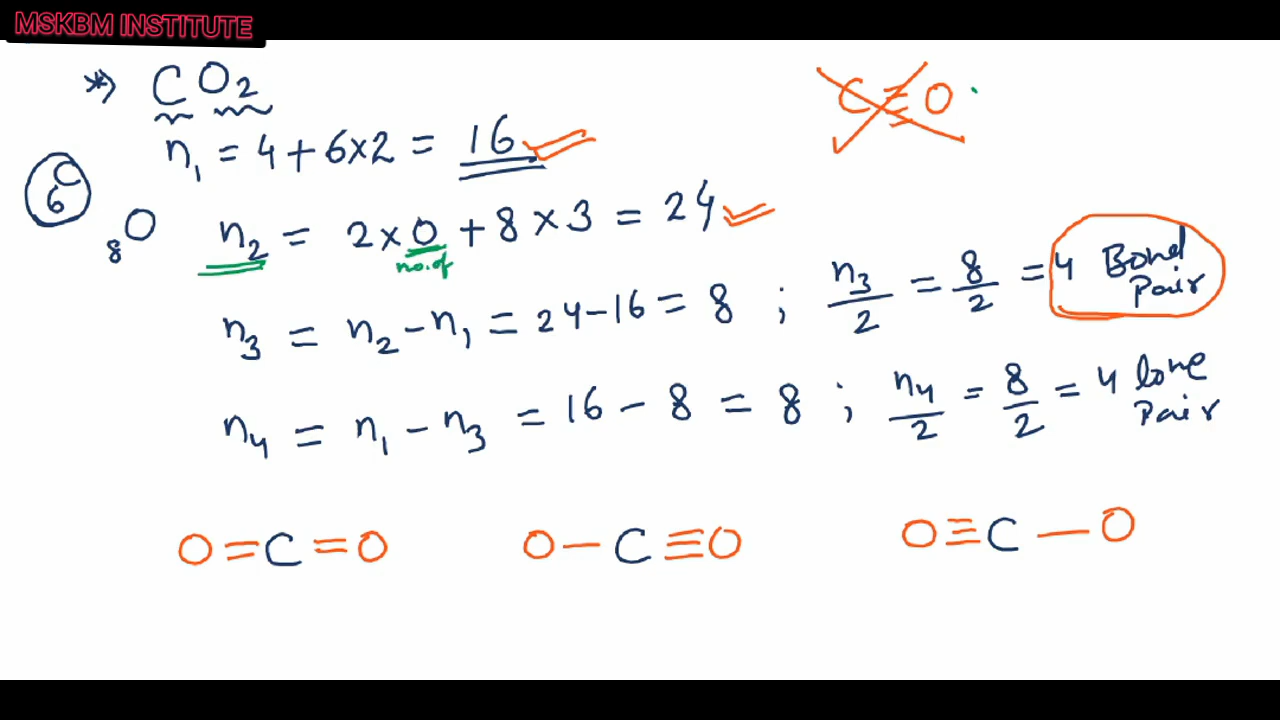 MSKBM INSTITUTE
*) CO₂
C≡O
n₁ = 4 + 6×2 = 16
₆C
₈O
n₂ = 2 × 0 + 8 × 3 = 24
no. of
n₃ = n₂ - n₁ = 24 - 16 = 8 ; n₃/2 = 8/2 = 4 Bond Pair
n₄ = n₁ - n₃ = 16 - 8 = 8 ; n₄/2 = 8/2 = 4 lone Pair
O=C=O O-C≡O O≡C-O